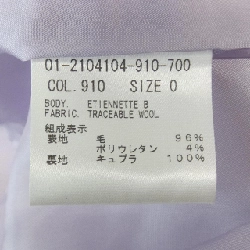 01-2104104-910-700
COL. 910 SIZE 0
BODY. ETIENNETTE B
FABRIC. TRACEABLE WOOL
組成表示
表地 毛 96%
ポリウレタン 4%
裏地 キュプラ 100%